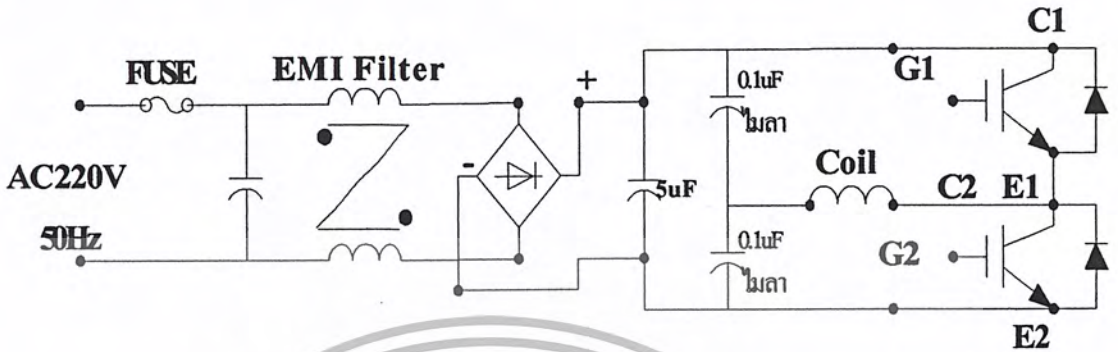 C1
FUSE
EMI Filter
+
G1
0.1uF
ไมลา
-
Coil
AC220V
5uF
C2
E1
50Hz
0.1uF
ไมลา
G2
E2